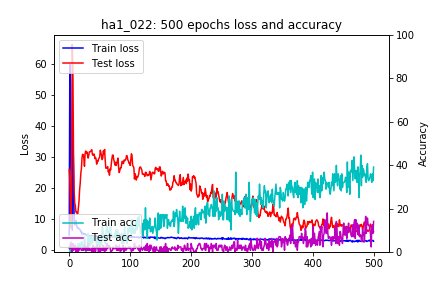 ha1_022: 500 epochs loss and accuracy
Train loss
Test loss
Train acc
Test acc
Loss
Accuracy
60
50
40
30
20
10
0
100
80
60
40
20
0
0 100 200 300 400 500